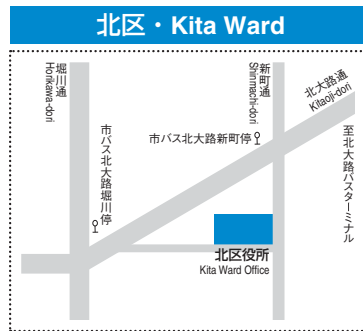 北区・Kita Ward
堀川通
Horikawa-dori
新町通
Shinmachi-dori
北大路通
Kitaoji-dori
市バス北大路新町停
市バス北大路堀川停
至北大路バスターミナル
北区役所
Kita Ward Office